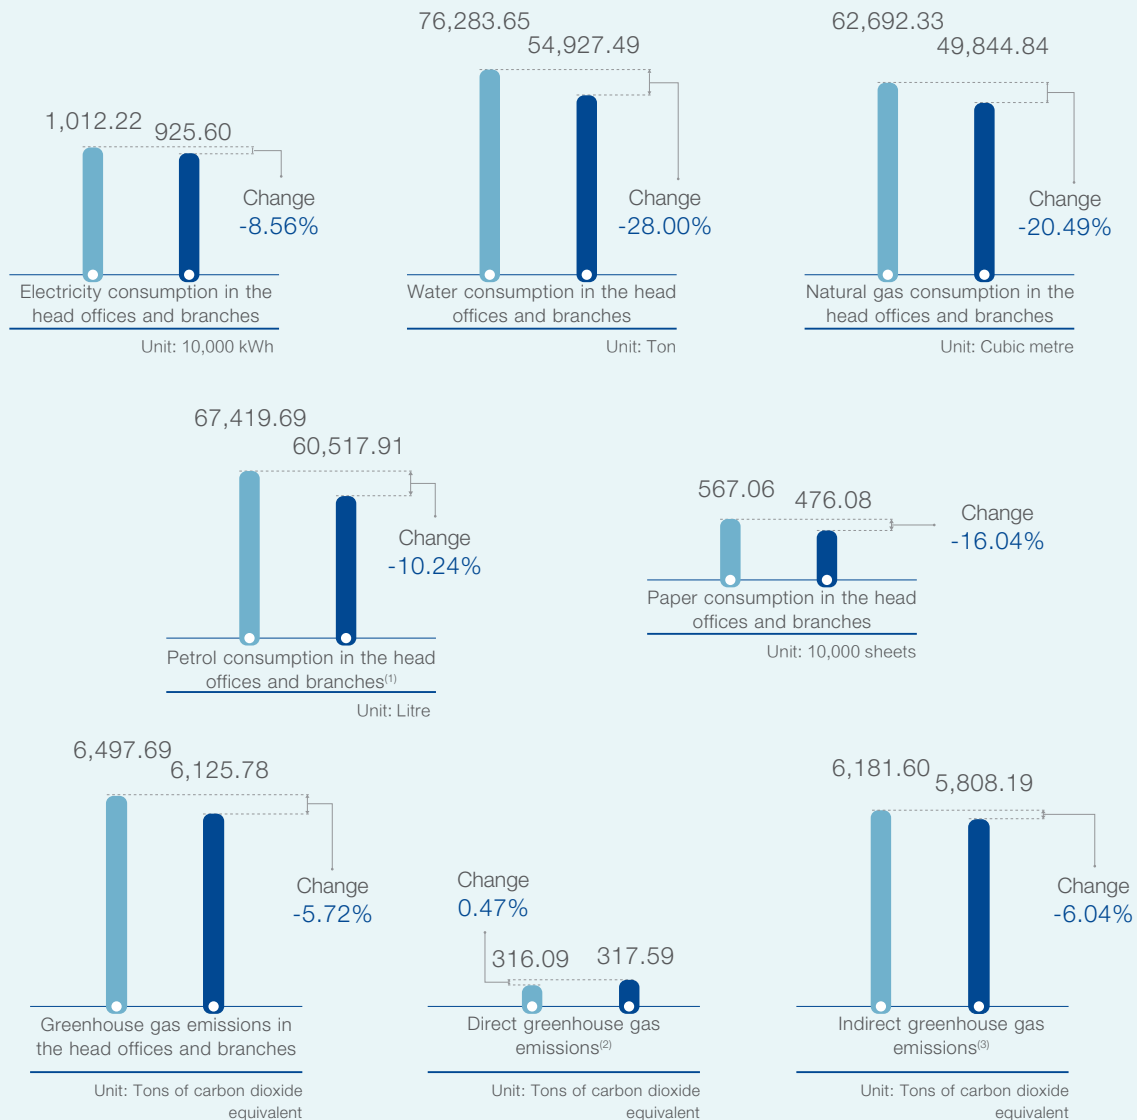 1,012.22
925.60
Change
-8.56%
Electricity consumption in the
head offices and branches
Unit: 10,000 kWh
76,283.65
54,927.49
Change
-28.00%
Water consumption in the head
offices and branches
Unit: Ton
62,692.33
49,844.84
Change
-20.49%
Natural gas consumption in the
head offices and branches
Unit: Cubic metre
67,419.69
60,517.91
Change
-10.24%
Petrol consumption in the head
offices and branches(1)
Unit: Litre
567.06
476.08
Change
-16.04%
Paper consumption in the head
offices and branches
Unit: 10,000 sheets
6,497.69
6,125.78
Change
-5.72%
Greenhouse gas emissions in
the head offices and branches
Unit: Tons of carbon dioxide
equivalent
Change
0.47%
316.09
317.59
Direct greenhouse gas
emissions(2)
Unit: Tons of carbon dioxide
equivalent
6,181.60
5,808.19
Change
-6.04%
Indirect greenhouse gas
emissions(3)
Unit: Tons of carbon dioxide
equivalent